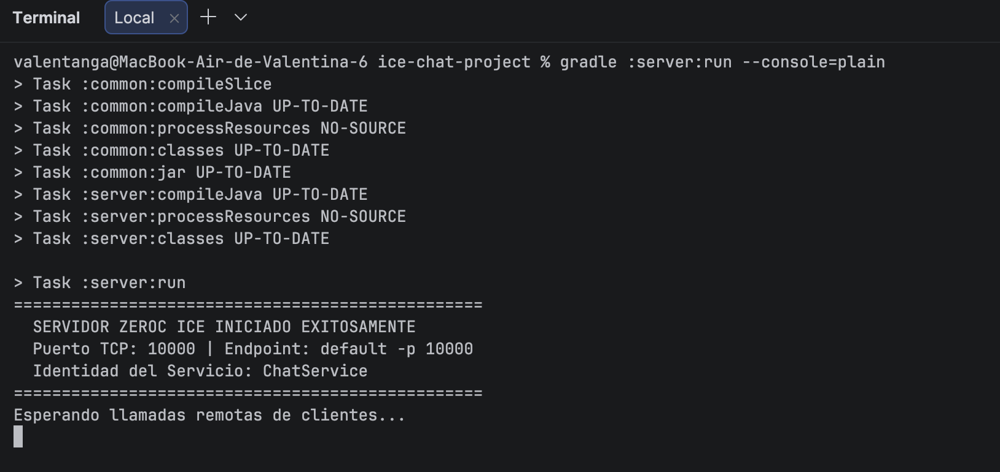 Terminal Local
valentanga@MacBook-Air-de-Valentina-6 ice-chat-project % gradle :server:run --console=plain
> Task :common:compileSlice
> Task :common:compileJava UP-TO-DATE
> Task :common:processResources NO-SOURCE
> Task :common:classes UP-TO-DATE
> Task :common:jar UP-TO-DATE
> Task :server:compileJava UP-TO-DATE
> Task :server:processResources NO-SOURCE
> Task :server:classes UP-TO-DATE
> Task :server:run
=================================================
SERVIDOR ZEROC ICE INICIADO EXITOSAMENTE
Puerto TCP: 10000 | Endpoint: default -p 10000
Identidad del Servicio: ChatService
=================================================
Esperando llamadas remotas de clientes...